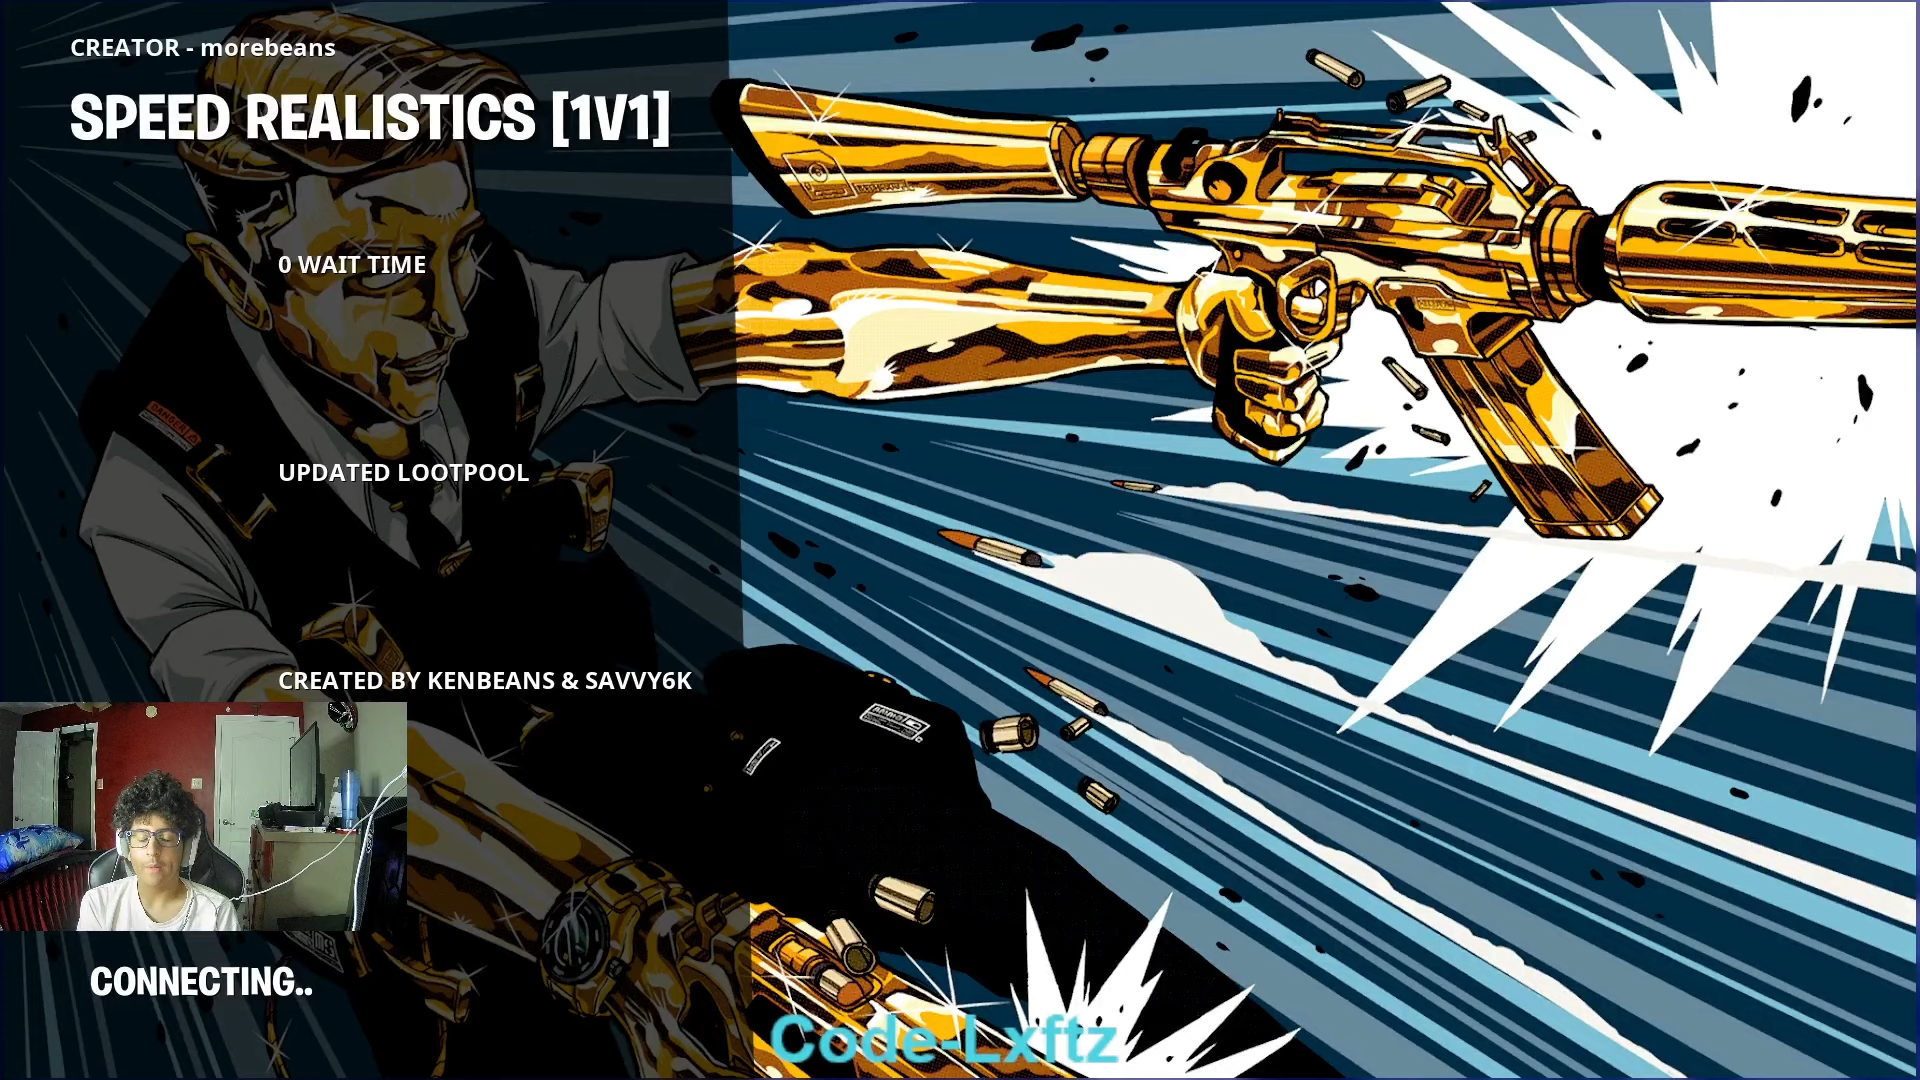 CREATOR - morebeans
SPEED REALISTICS [1V1]
0 WAIT TIME
UPDATED LOOTPOOL
CREATED BY KENBEANS & SAVVY6K
CONNECTING..
Code-Lxftz